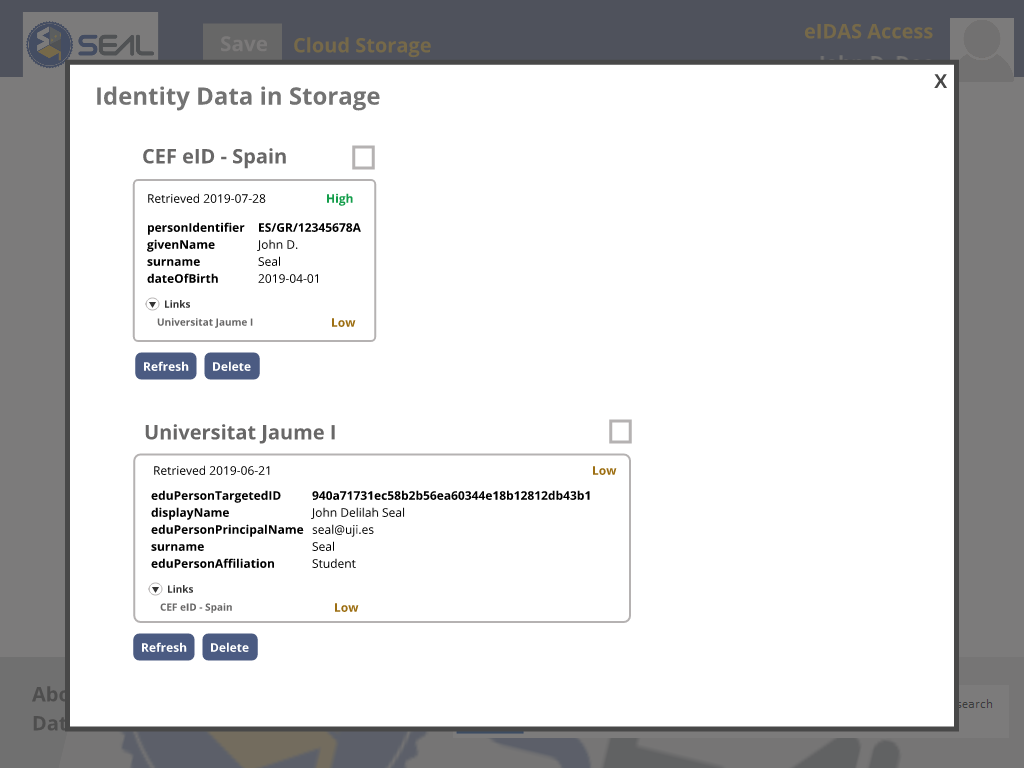 SEAL
Save
Cloud Storage
eIDAS Access
Identity Data in Storage
X
CEF eID - Spain
Retrieved 2019-07-28 High
personIdentifier ES/GR/12345678A
givenName John D.
surname Seal
dateOfBirth 2019-04-01
Links
Universitat Jaume I Low
Refresh Delete
Universitat Jaume I
Retrieved 2019-06-21 Low
eduPersonTargetedID 940a71731ec58b2b56ea60344e18b12812db43b1
displayName John Delilah Seal
eduPersonPrincipalName seal@uji.es
surname Seal
eduPersonAffiliation Student
Links
CEF eID - Spain Low
Refresh Delete
search